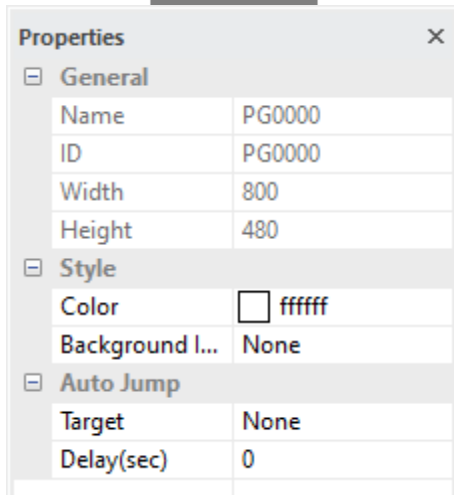 Properties
General
Name PG0000
ID PG0000
Width 800
Height 480
Style
Color ffffff
Background I... None
Auto Jump
Target None
Delay(sec) 0